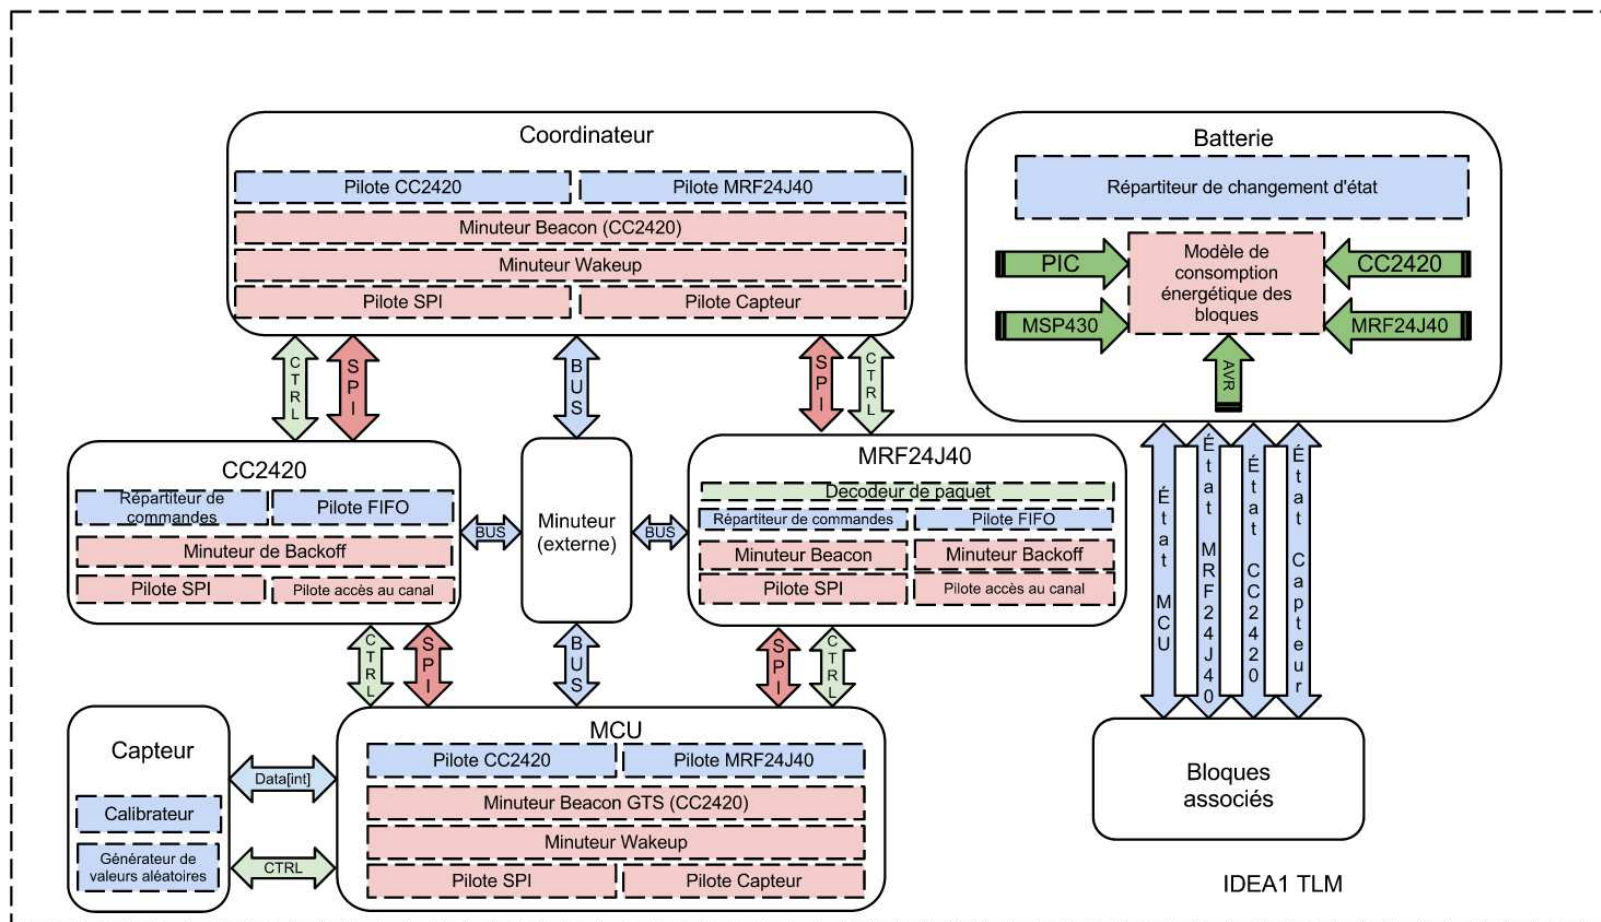 Coordinateur
Pilote CC2420
Pilote MRF24J40
Minuteur Beacon (CC2420)
Minuteur Wakeup
Pilote SPI
Pilote Capteur
Batterie
Répartiteur de changement d'état
PIC
Modèle de
consomption
énergétique des
bloques
CC2420
MSP430
MRF24J40
AVR
CTRL
SPI
BUS
SPI
CTRL
CC2420
Répartiteur de
commandes
Pilote FIFO
Minuteur de Backoff
Pilote SPI
Pilote accès au canal
BUS
Minuteur
(externe)
BUS
MRF24J40
Decodeur de paquet
Répartiteur de commandes
Pilote FIFO
Minuteur Beacon
Minuteur Backoff
Pilote SPI
Pilote accès au canal
État MCU
État MRF24J40
État CC2420
État Capteur
CTRL
SPI
BUS
SPI
CTRL
Capteur
Calibrateur
Générateur de
valeurs aléatoires
Data[int]
CTRL
MCU
Pilote CC2420
Pilote MRF24J40
Minuteur Beacon GTS (CC2420)
Minuteur Wakeup
Pilote SPI
Pilote Capteur
Bloques
associés
IDEA1 TLM